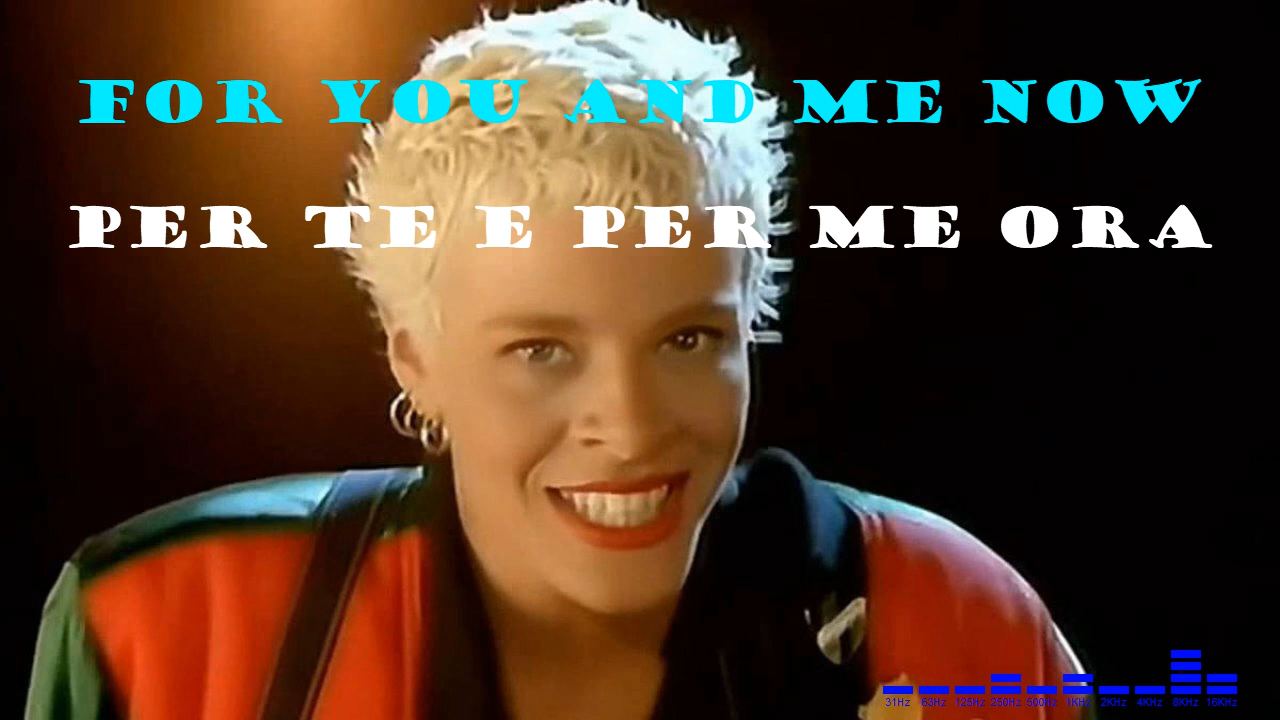 FOR YOU AND ME NOW
PER TE E PER ME ORA
31Hz 63Hz 125Hz 250Hz 500Hz 1KHz 2KHz 4KHz 8KHz 16KHz